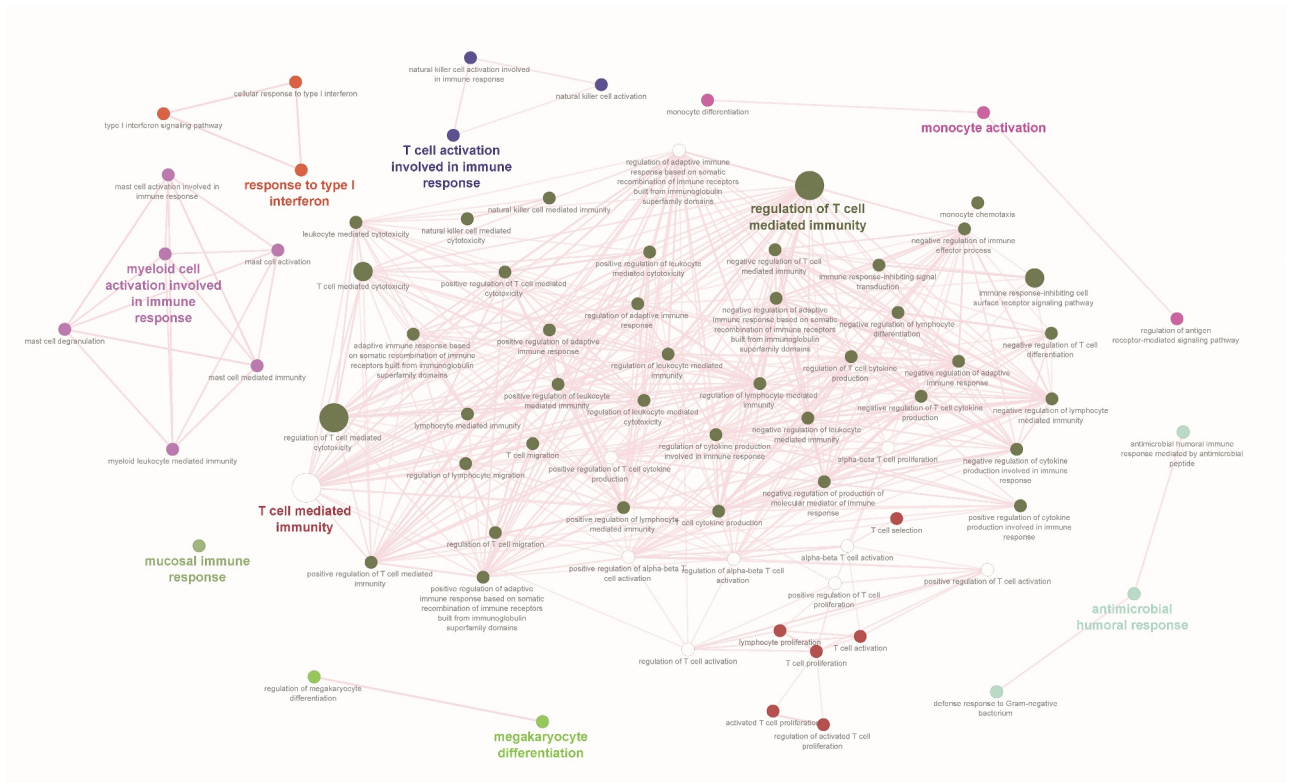 natural killer cell activation involved
in immune response
cellular response to type I interferon
natural killer cell activation
monocyte differentiation
type I interferon signaling pathway
monocyte activation
T cell activation
involved in immune
response
response to type I
interferon
mast cell activation involved in
immune response
regulation of adaptive immune
response based on somatic
recombination of immune receptors
built from immunoglobulin
superfamily domains
regulation of T cell
mediated immunity
natural killer cell mediated immunity
leukocyte mediated cytotoxicity
natural killer cell mediated
cytotoxicity
monocyte chemotaxis
negative regulation of immune
effector process
mast cell activation
myeloid cell
activation involved
in immune
response
T cell mediated cytotoxicity
positive regulation of T cell mediated
cytotoxicity
positive regulation of leukocyte
mediated cytotoxicity
negative regulation of T cell
mediated immunity
immune response-inhibiting signal
transduction
immune response-inhibiting cell
surface receptor signaling pathway
mast cell degranulation
regulation of adaptive immune
response
negative regulation of adaptive
immune response based on somatic
recombination of immune receptors
built from immunoglobulin
superfamily domains
negative regulation of lymphocyte
differentiation
negative regulation of T cell
differentiation
regulation of antigen
receptor-mediated signaling pathway
adaptive immune response based
on somatic recombination of immune
receptors built from immunoglobulin
superfamily domains
positive regulation of adaptive
immune response
regulation of leukocyte mediated
immunity
regulation of T cell cytokine
production
negative regulation of adaptive
immune response
mast cell mediated immunity
positive regulation of leukocyte
mediated immunity
regulation of leukocyte mediated
cytotoxicity
regulation of lymphocyte mediated
immunity
negative regulation of T cell cytokine
production
negative regulation of lymphocyte
mediated immunity
regulation of T cell mediated
cytotoxicity
lymphocyte mediated immunity
negative regulation of leukocyte
mediated immunity
T cell migration
regulation of cytokine production
involved in immune response
antimicrobial humoral immune
response mediated by antimicrobial
peptide
myeloid leukocyte mediated immunity
regulation of lymphocyte migration
positive regulation of T cell cytokine
production
alpha-beta T cell proliferation
negative regulation of cytokine
production involved in immune
response
negative regulation of production of
molecular mediator of immune
response
T cell mediated
immunity
positive regulation of lymphocyte
mediated immunity
T cell cytokine production
T cell selection
positive regulation of cytokine
production involved in immune
response
regulation of T cell migration
mucosal immune
response
positive regulation of T cell mediated
immunity
positive regulation of alpha-beta T
cell activation
regulation of alpha-beta T cell
activation
alpha-beta T cell activation
positive regulation of T cell activation
positive regulation of adaptive
immune response based on somatic
recombination of immune receptors
built from immunoglobulin
superfamily domains
positive regulation of T cell
proliferation
antimicrobial
humoral response
lymphocyte proliferation
T cell activation
regulation of T cell activation
T cell proliferation
regulation of megakaryocyte
differentiation
defense response to Gram-negative
bacterium
activated T cell proliferation
regulation of activated T cell
proliferation
megakaryocyte
differentiation